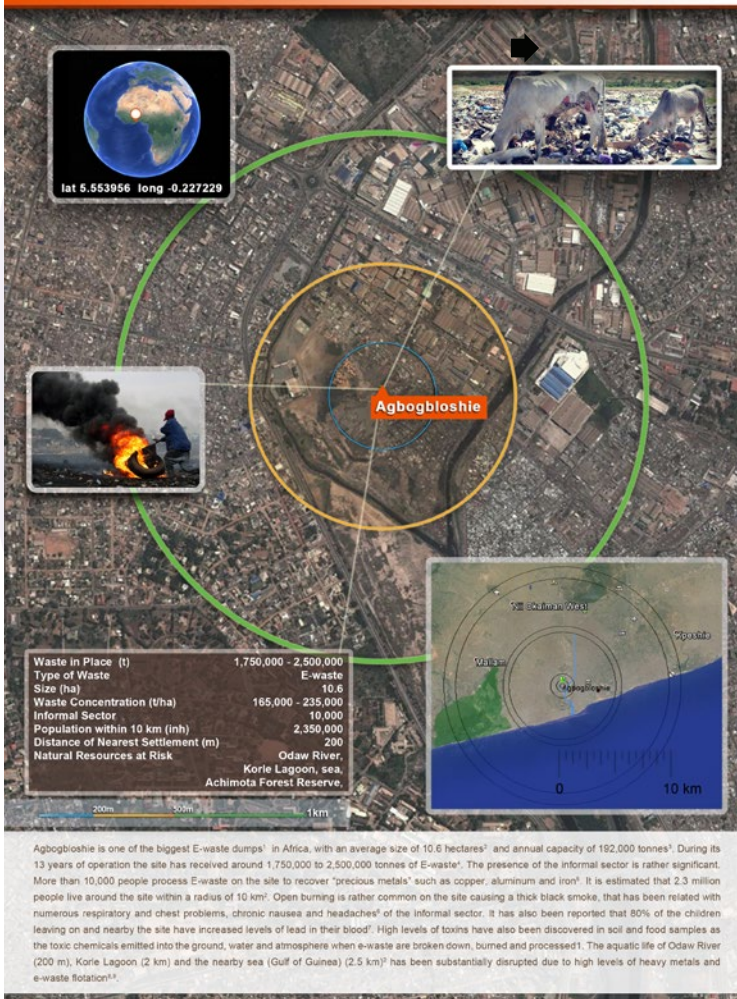 lat 5.553956 long -0.227229
Agbogbloshie
Nii Okaiman West
Kpeshie
Mallam
Agbogbloshie
0 10 km
Waste in Place (t) 1,750,000 - 2,500,000
Type of Waste E-waste
Size (ha) 10.6
Waste Concentration (t/ha) 165,000 - 235,000
Informal Sector 10,000
Population within 10 km (inh) 2,350,000
Distance of Nearest Settlement (m) 200
Natural Resources at Risk Odaw River,
Korle Lagoon, sea,
Achimota Forest Reserve,
200m 500m 1km
Agbogbloshie is one of the biggest E-waste dumps¹ in Africa, with an average size of 10.6 hectares² and annual capacity of 192,000 tonnes³. During its
13 years of operation the site has received around 1,750,000 to 2,500,000 tonnes of E-waste⁴. The presence of the informal sector is rather significant.
More than 10,000 people process E-waste on the site to recover "precious metals" such as copper, aluminum and iron⁵. It is estimated that 2.3 million
people live around the site within a radius of 10 km². Open burning is rather common on the site causing a thick black smoke, that has been related with
numerous respiratory and chest problems, chronic nausea and headaches⁶ of the informal sector. It has also been reported that 80% of the children
leaving on and nearby the site have increased levels of lead in their blood⁷. High levels of toxins have also been discovered in soil and food samples as
the toxic chemicals emitted into the ground, water and atmosphere when e-waste are broken down, burned and processed1. The aquatic life of Odaw River
(200 m), Korle Lagoon (2 km) and the nearby sea (Gulf of Guinea) (2.5 km)² has been substantially disrupted due to high levels of heavy metals and
e-waste flotation⁸,⁹.